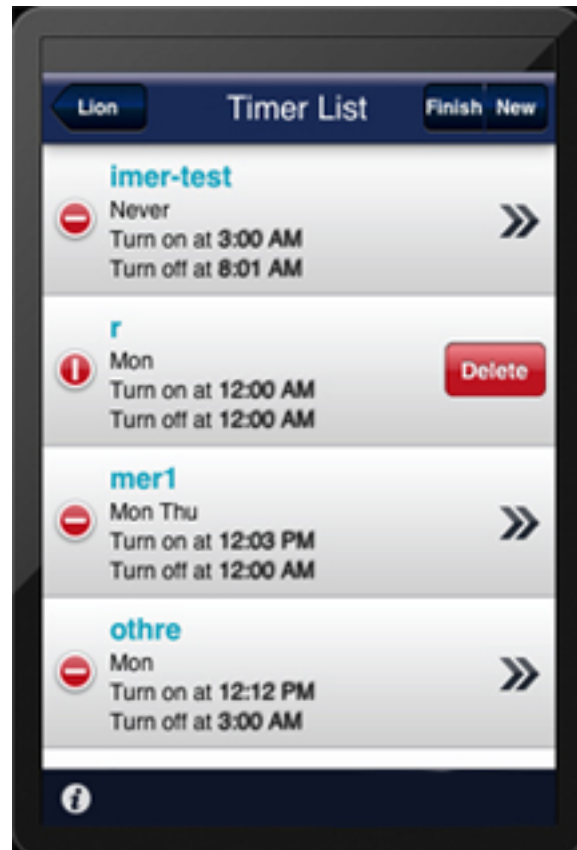 Lion Timer List Finish New
imer-test
Never
Turn on at 3:00 AM
Turn off at 8:01 AM
r
Mon
Turn on at 12:00 AM
Turn off at 12:00 AM
Delete
mer1
Mon Thu
Turn on at 12:03 PM
Turn off at 12:00 AM
othre
Mon
Turn on at 12:12 PM
Turn off at 3:00 AM